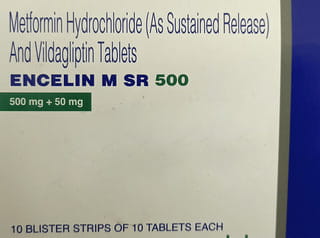 Metformin Hydrochloride (As Sustained Release)
And Vildagliptin Tablets
ENCELIN M SR 500
500 mg + 50 mg
10 BLISTER STRIPS OF 10 TABLETS EACH